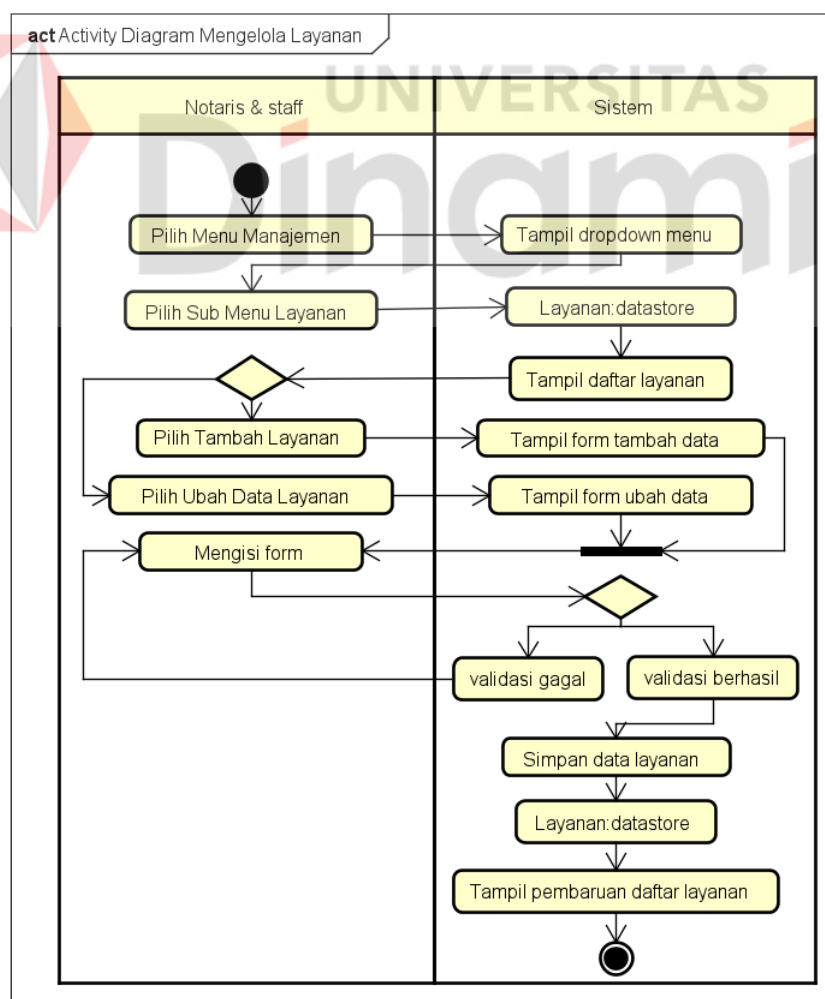 act Activity Diagram Mengelola Layanan
UNIVERSITAS
Dinami
Notaris & staff
Sistem
Pilih Menu Manajemen
Tampil dropdown menu
Pilih Sub Menu Layanan
Layanan:datastore
Tampil daftar layanan
Pilih Tambah Layanan
Tampil form tambah data
Pilih Ubah Data Layanan
Tampil form ubah data
Mengisi form
validasi gagal
validasi berhasil
Simpan data layanan
Layanan:datastore
Tampil pembaruan daftar layanan